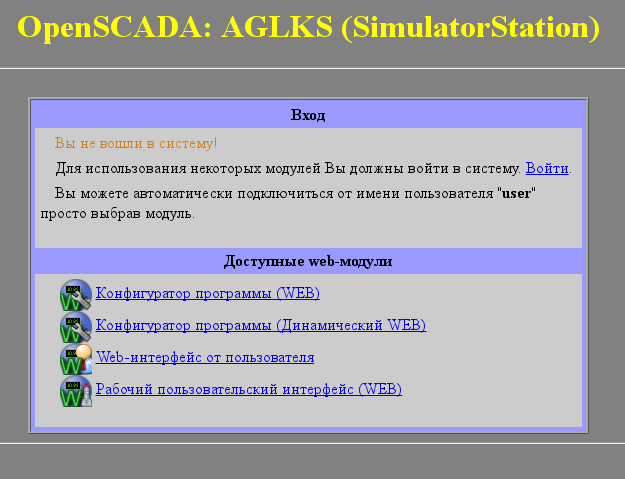 OpenSCADA: AGLKS (SimulatorStation)
Вход
Вы не вошли в систему!
Для использования некоторых модулей Вы должны войти в систему. Войти.
Вы можете автоматически подключиться от имени пользователя "user"
просто выбрав модуль.
Доступные web-модули
Конфигуратор программы (WEB)
Конфигуратор программы (Динамический WEB)
Web-интерфейс от пользователя
Рабочий пользовательский интерфейс (WEB)